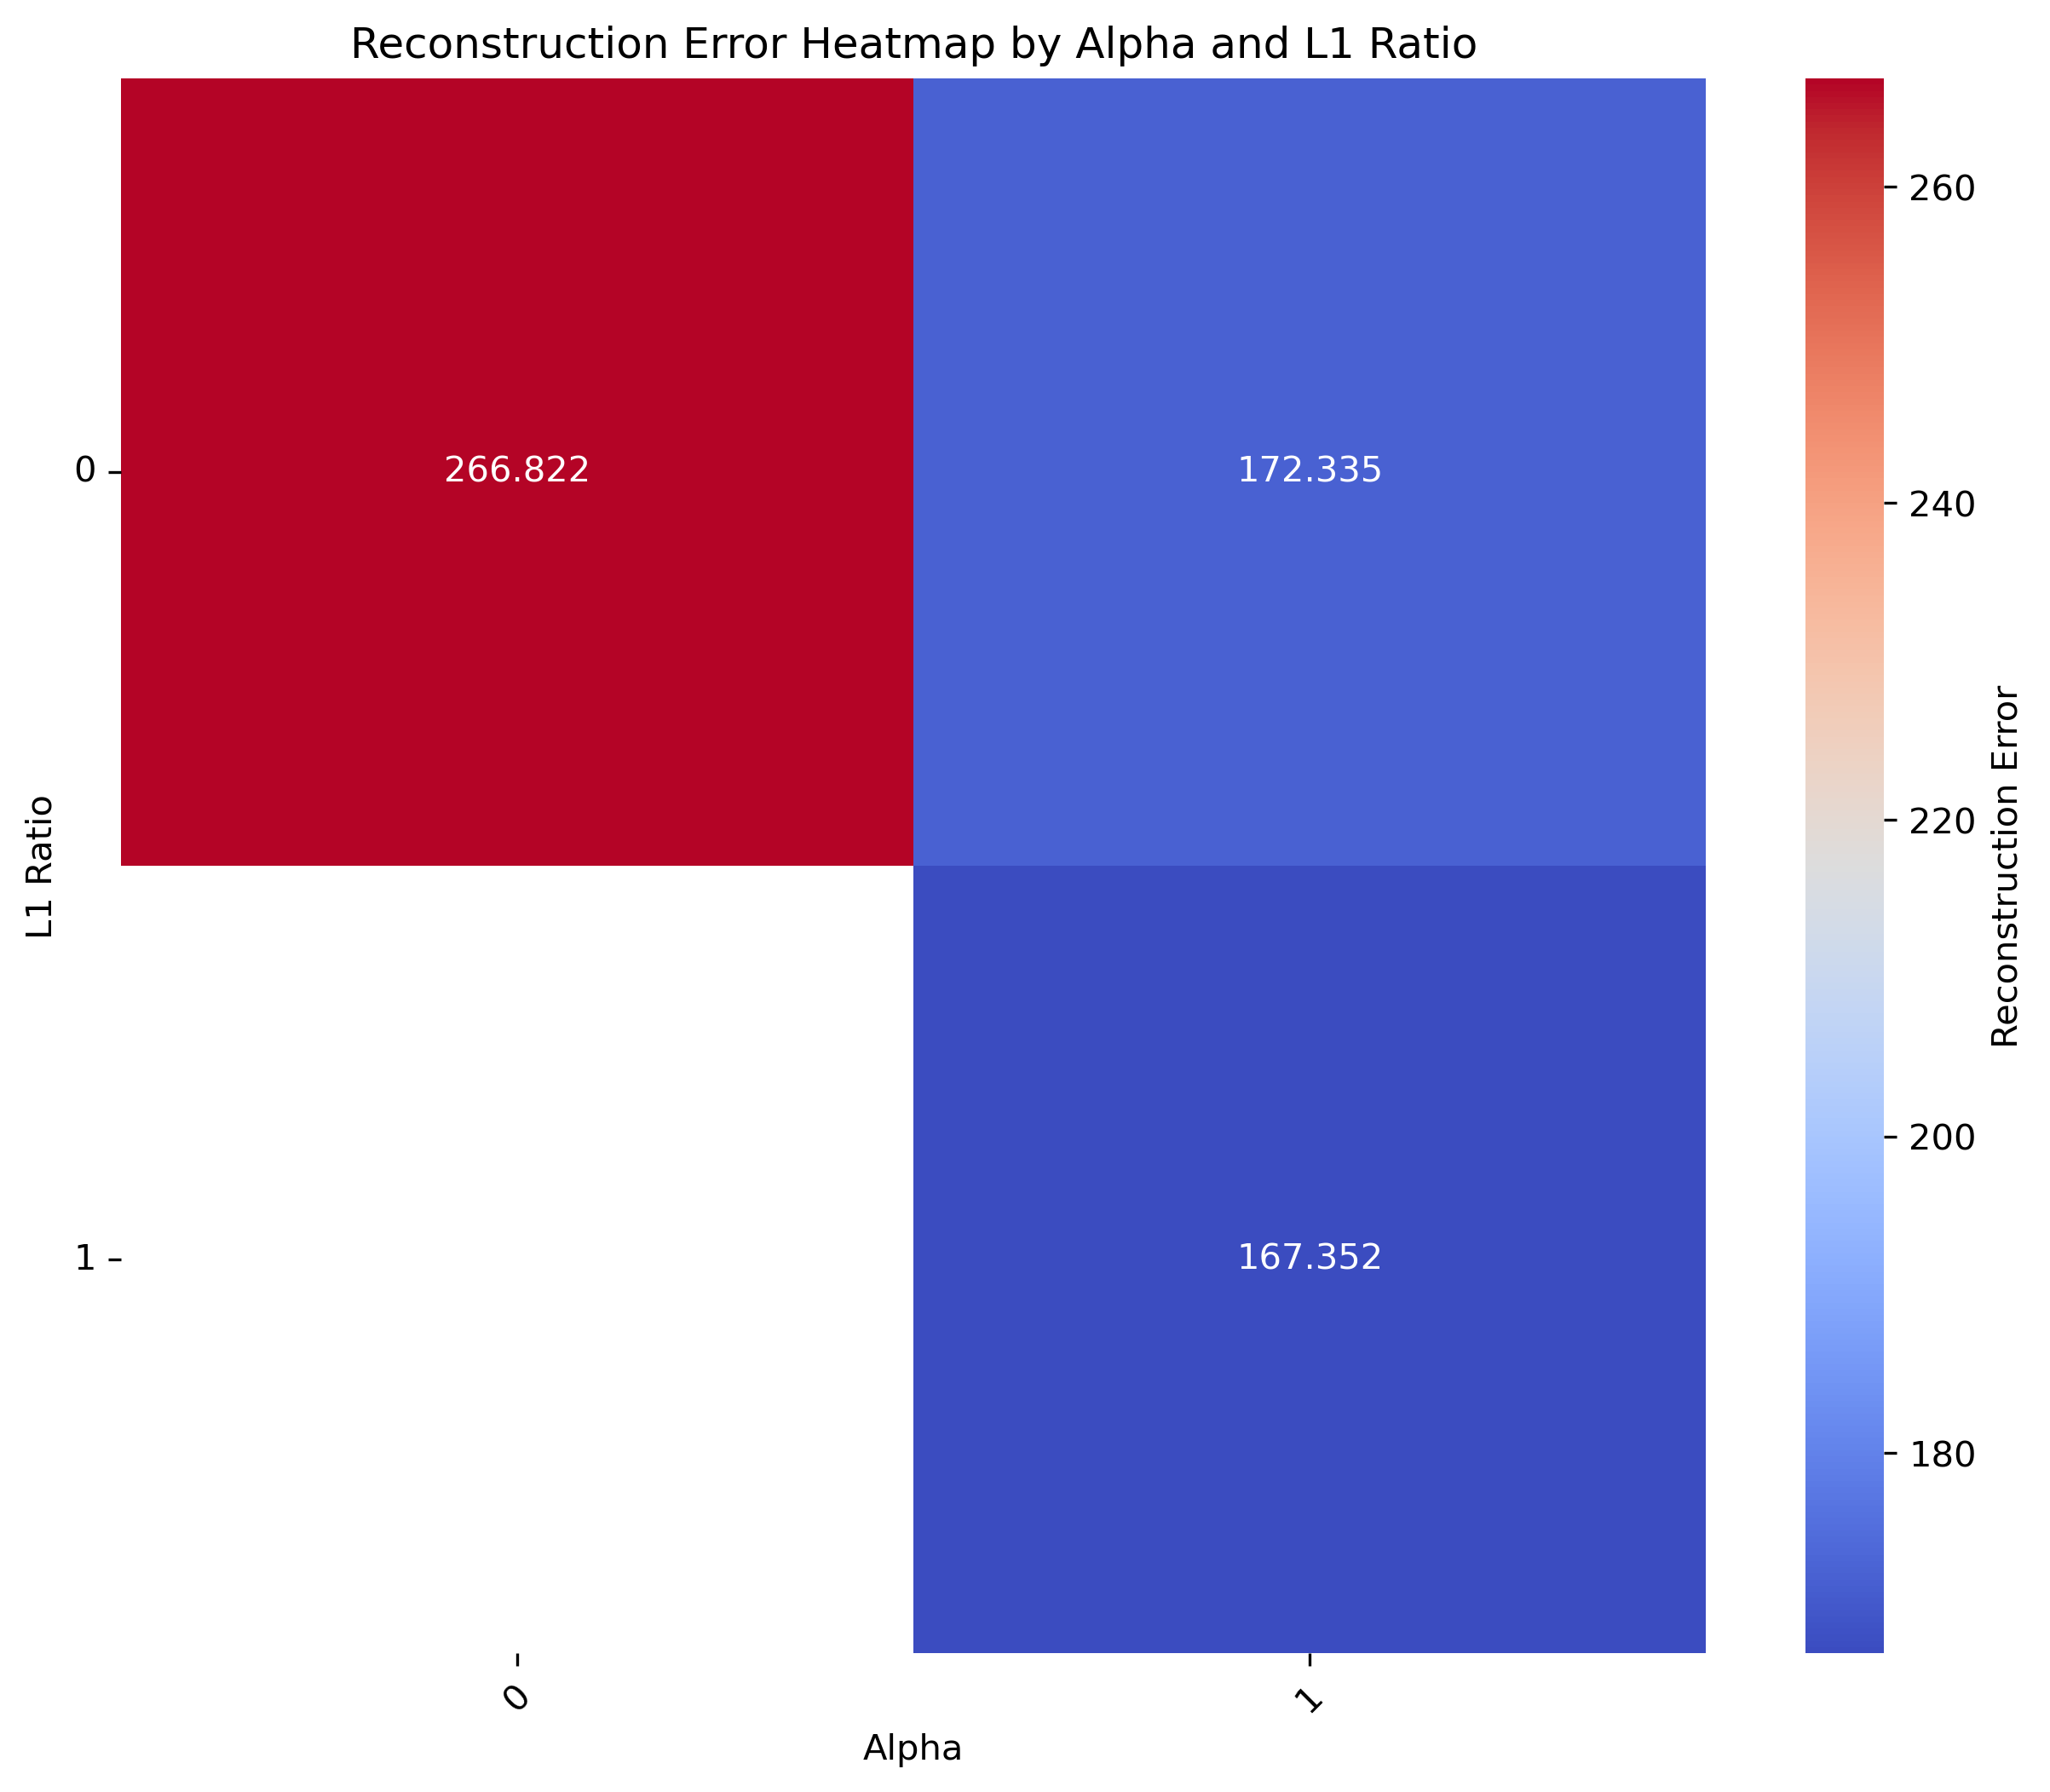 Reconstruction Error Heatmap by Alpha and L1 Ratio
266.822 172.335
167.352
0
1
L1 Ratio
0 1
Alpha
260
240
220
200
180
Reconstruction Error